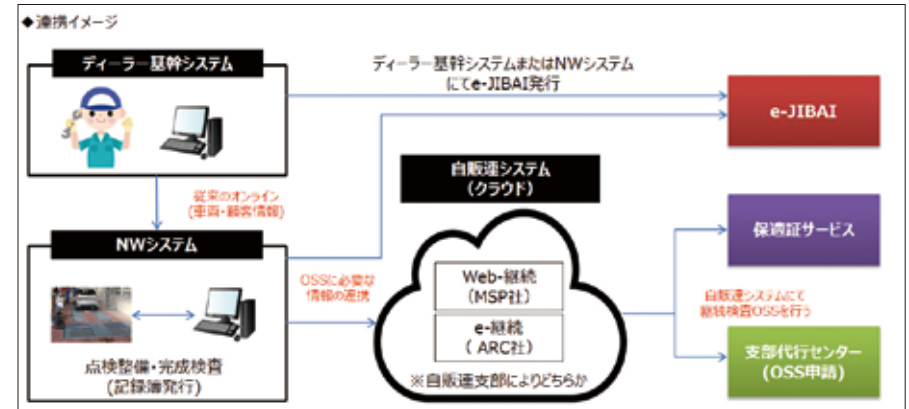 ◆連携イメージ
ディーラー基幹システム
ディーラー基幹システムまたはNWシステム
にてe-JIBAI発行
e-JIBAI
従来のオンライン
(車両・顧客情報)
自販連システム
(クラウド)
NWシステム
OSSに必要な
情報の連携
Web-継続
(MSP社)
e-継続
( ARC社)
※自販連支部によりどちらか
点検整備・完成検査
(記録簿発行)
保適証サービス
自販連システムにて
継続検査OSSを行う
支部代行センター
(OSS申請)